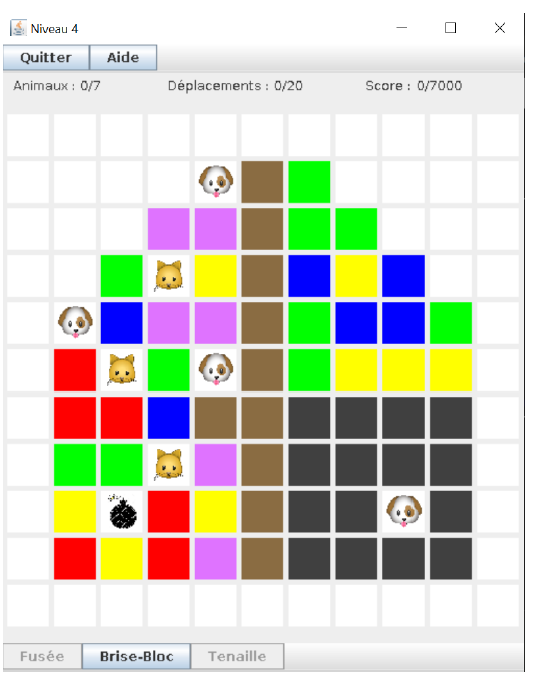 Niveau 4
Quitter Aide
Animaux : 0/7 Déplacements : 0/20 Score : 0/7000
Fusée Brise-Bloc Tenaille